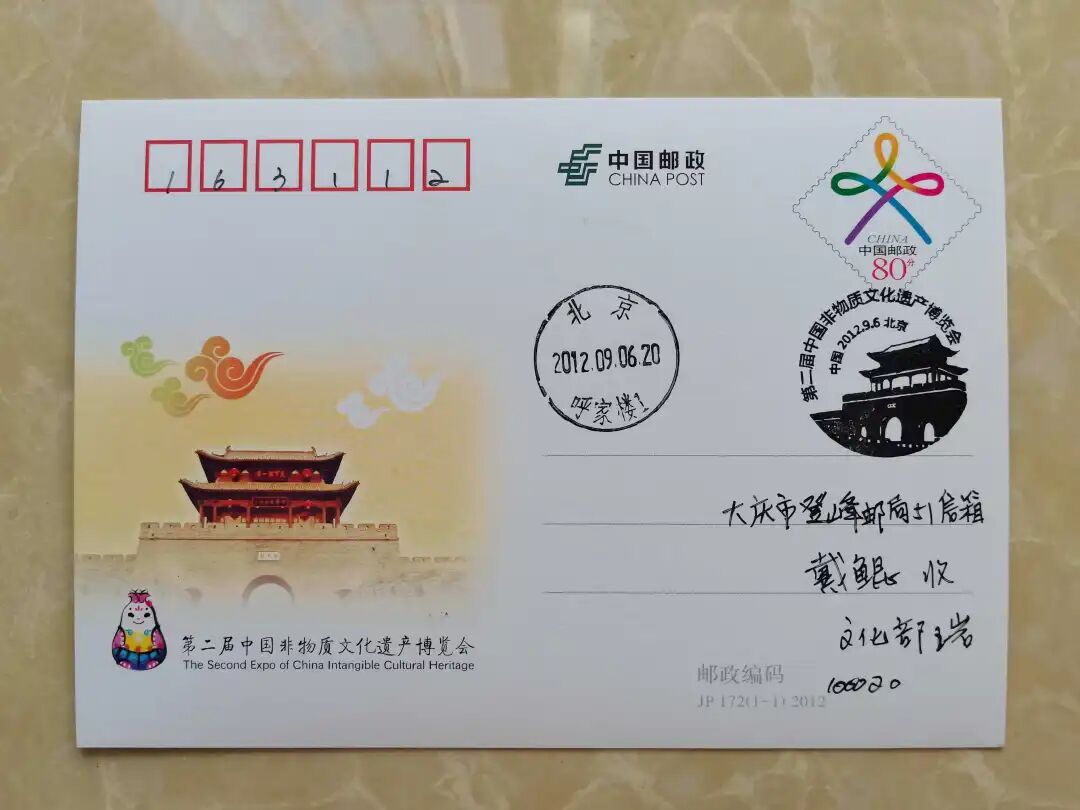 163112
中国邮政
CHINA POST
CHINA
中国邮政
80分
第二届中国非物质文化遗产博览会
中国 2012.9.6 北京
北京
2012.09.06.20
呼家楼1
大庆市登峰邮局51信箱
戴鲲 收
文化部王岩
第二届中国非物质文化遗产博览会
The Second Expo of China Intangible Cultural Heritage
邮政编码 100020
JP 172(1-1) 2012